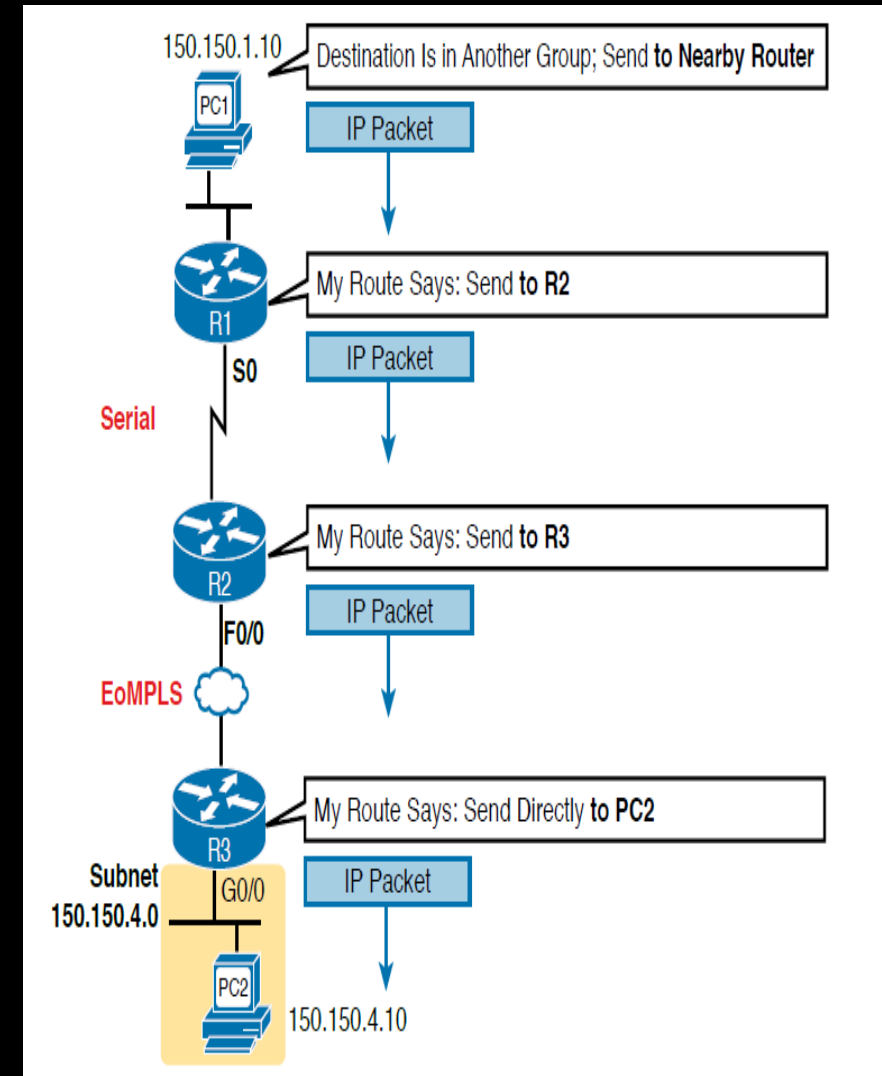 150.150.1.10
Destination Is in Another Group; Send to Nearby Router
PC1
IP Packet
My Route Says: Send to R2
R1
IP Packet
S0
Serial
My Route Says: Send to R3
R2
IP Packet
F0/0
EoMPLS
My Route Says: Send Directly to PC2
R3
IP Packet
Subnet
150.150.4.0
G0/0
PC2
150.150.4.10